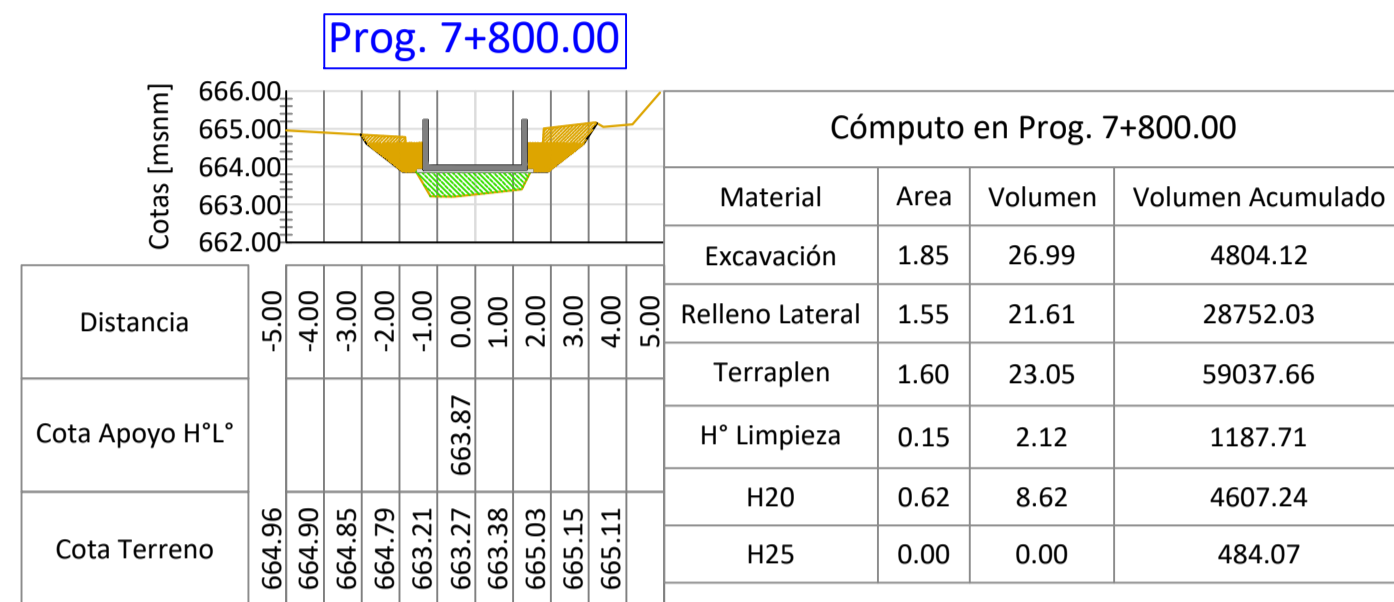 Prog. 7+800.00
Cotas [msnm]
666.00
665.00
664.00
663.00
662.00
Distancia -5.00 -4.00 -3.00 -2.00 -1.00 0.00 1.00 2.00 3.00 4.00 5.00
Cota Apoyo H°L° 663.87
Cota Terreno 664.96 664.90 664.85 664.79 663.21 663.27 663.38 665.03 665.15 665.11
Cómputo en Prog. 7+800.00
Material Area Volumen Volumen Acumulado
Excavación 1.85 26.99 4804.12
Relleno Lateral 1.55 21.61 28752.03
Terraplen 1.60 23.05 59037.66
H° Limpieza 0.15 2.12 1187.71
H20 0.62 8.62 4607.24
H25 0.00 0.00 484.07